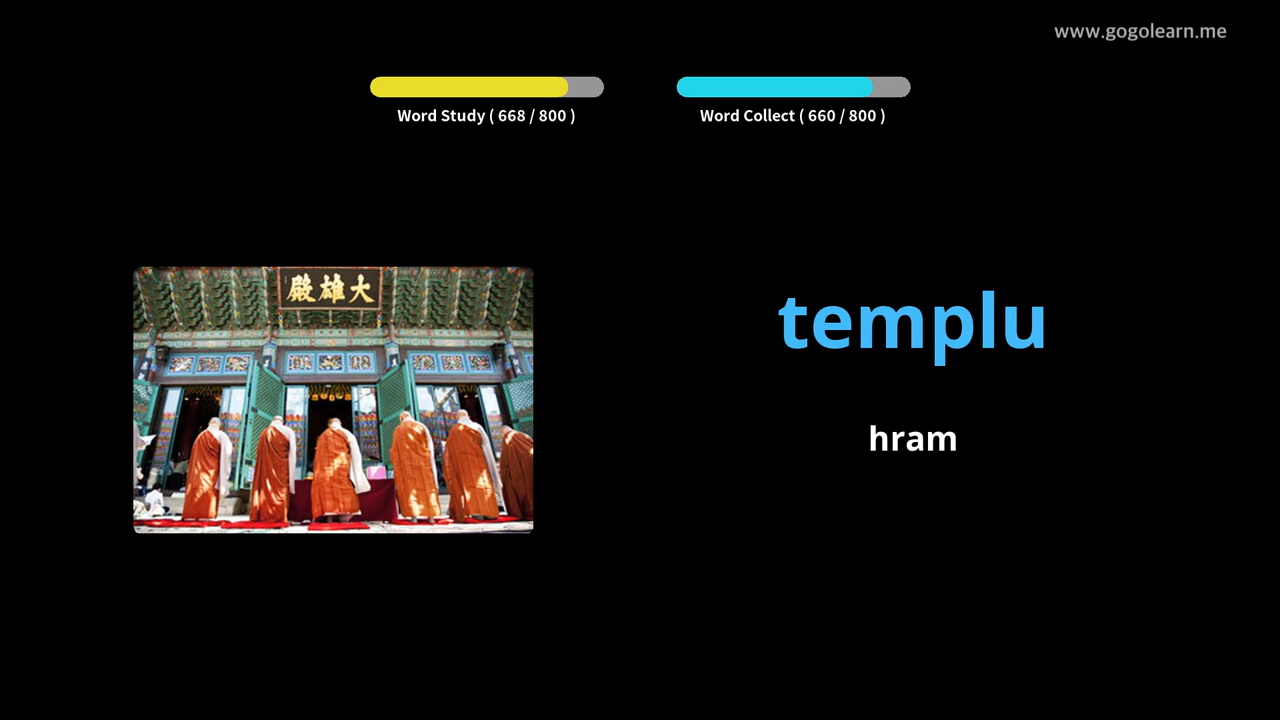 www.gogolearn.me
Word Study ( 668 / 800 )
Word Collect ( 660 / 800 )
殿雄大
templu
hram